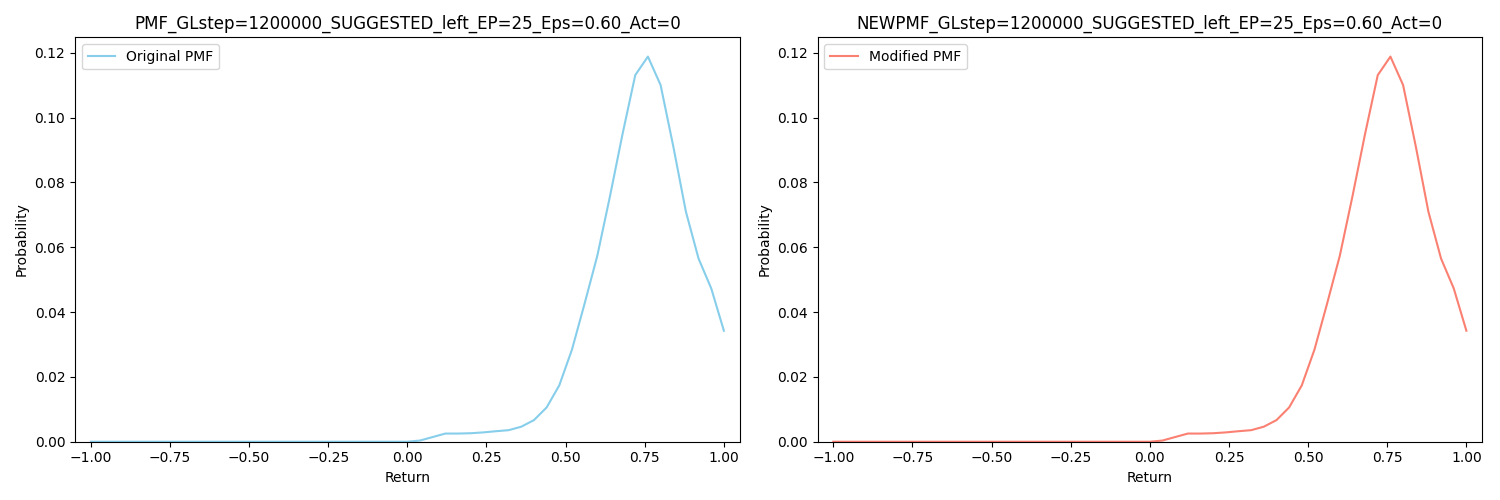 PMF_GLstep=1200000_SUGGESTED_left_EP=25_Eps=0.60_Act=0
Original PMF
0.12
0.10
0.08
0.06
0.04
0.02
0.00
Probability
−1.00 −0.75 −0.50 −0.25 0.00 0.25 0.50 0.75 1.00
Return
NEWPMF_GLstep=1200000_SUGGESTED_left_EP=25_Eps=0.60_Act=0
Modified PMF
0.12
0.10
0.08
0.06
0.04
0.02
0.00
Probability
−1.00 −0.75 −0.50 −0.25 0.00 0.25 0.50 0.75 1.00
Return